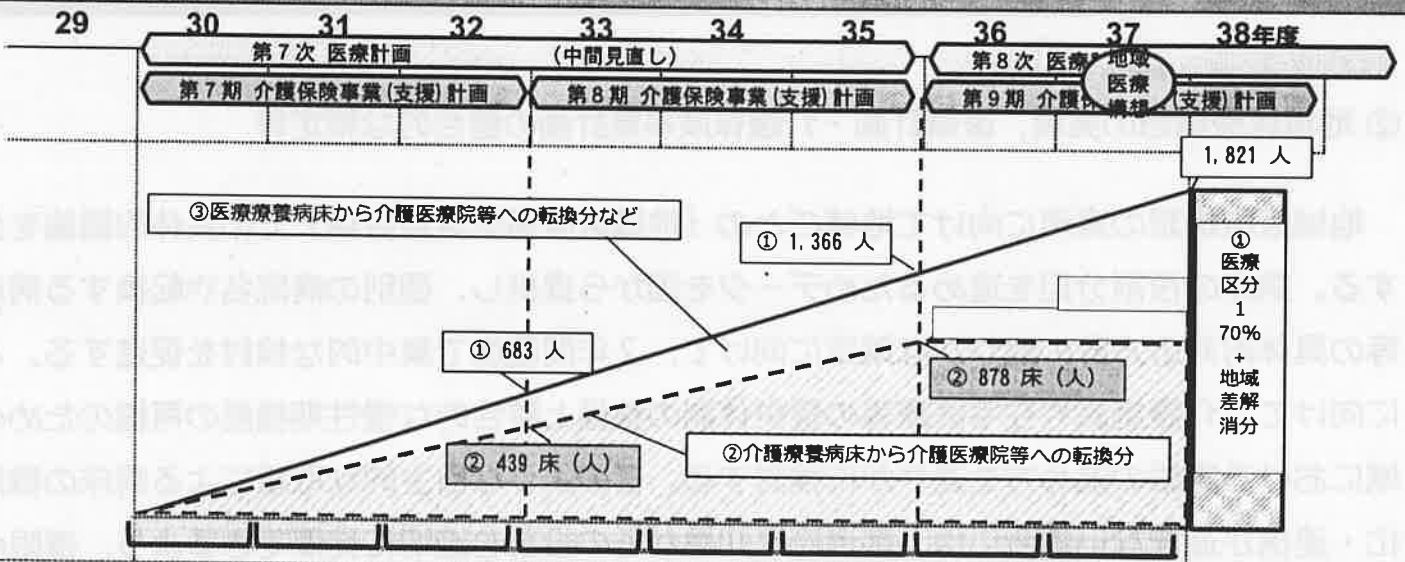 29 30 31 32 33 34 35 36 37 38年度
第7次 医療計画 (中間見直し)
第8次 医療
地域
医療
構想
第7期 介護保険事業(支援)計画
第8期 介護保険事業(支援)計画
第9期 介護保
(支援)計画
1,821 人
③医療療養病床から介護医療院等への転換分など
① 1,366 人
① 683 人
② 878 床 (人)
② 439 床 (人)
②介護療養病床から介護医療院等への転換分
①
医療
区分
1
70%
+
地域
差解
消分